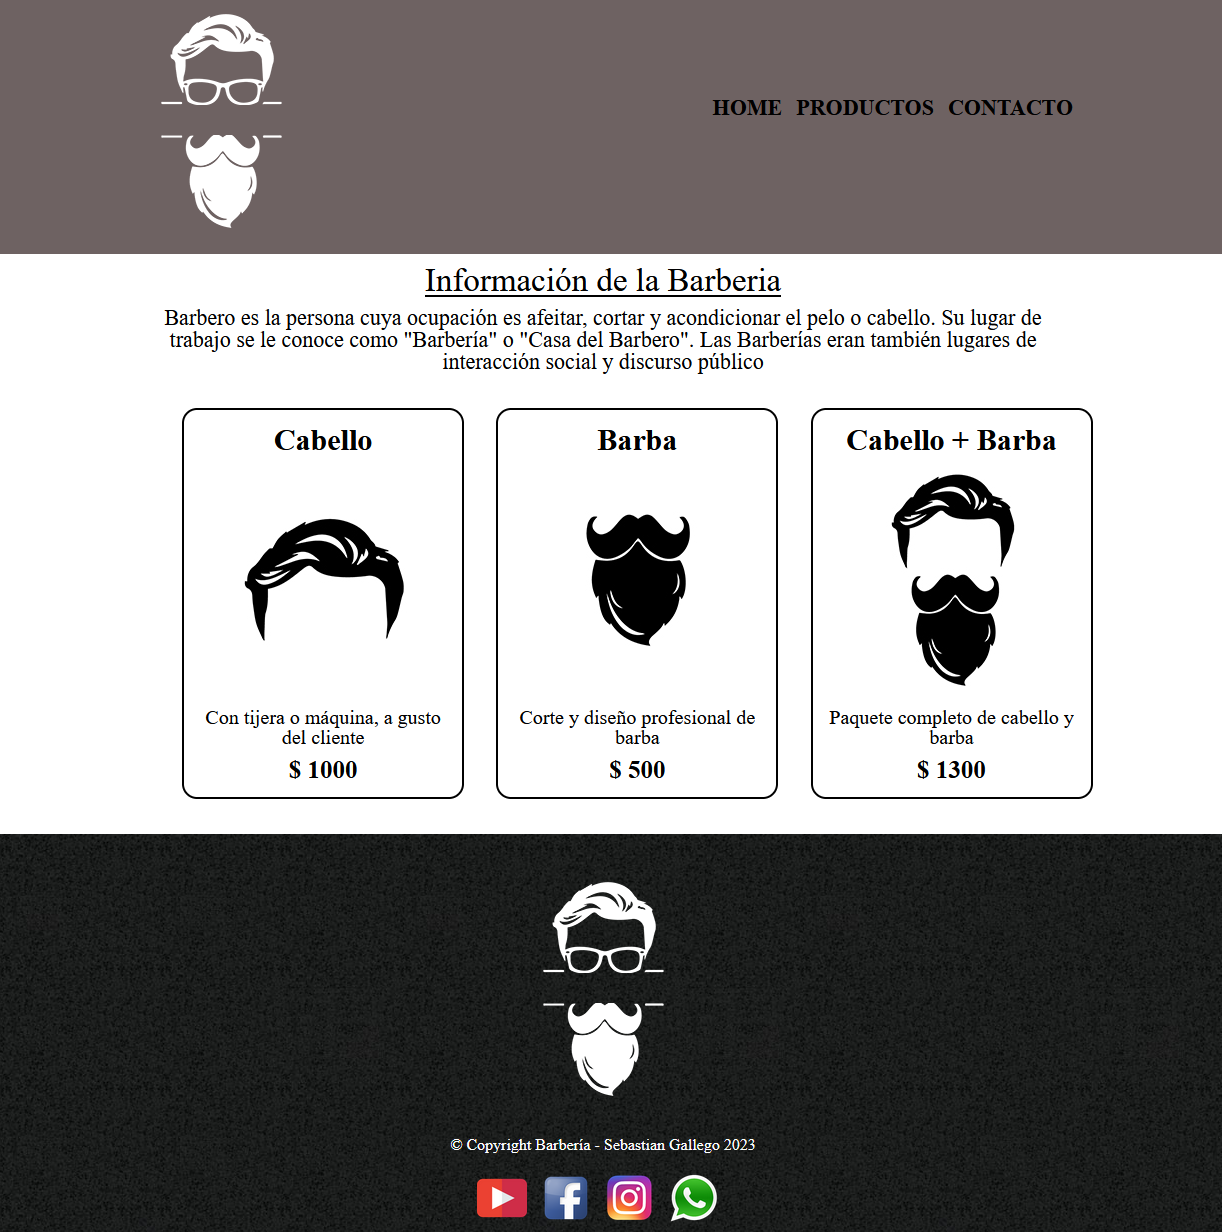 HOME PRODUCTOS CONTACTO
Información de la Barberia
Barbero es la persona cuya ocupación es afeitar, cortar y acondicionar el pelo o cabello. Su lugar de
trabajo se le conoce como "Barbería" o "Casa del Barbero". Las Barberías eran también lugares de
interacción social y discurso público
Cabello
Con tijera o máquina, a gusto
del cliente
$ 1000
Barba
Corte y diseño profesional de
barba
$ 500
Cabello + Barba
Paquete completo de cabello y
barba
$ 1300
© Copyright Barbería - Sebastian Gallego 2023